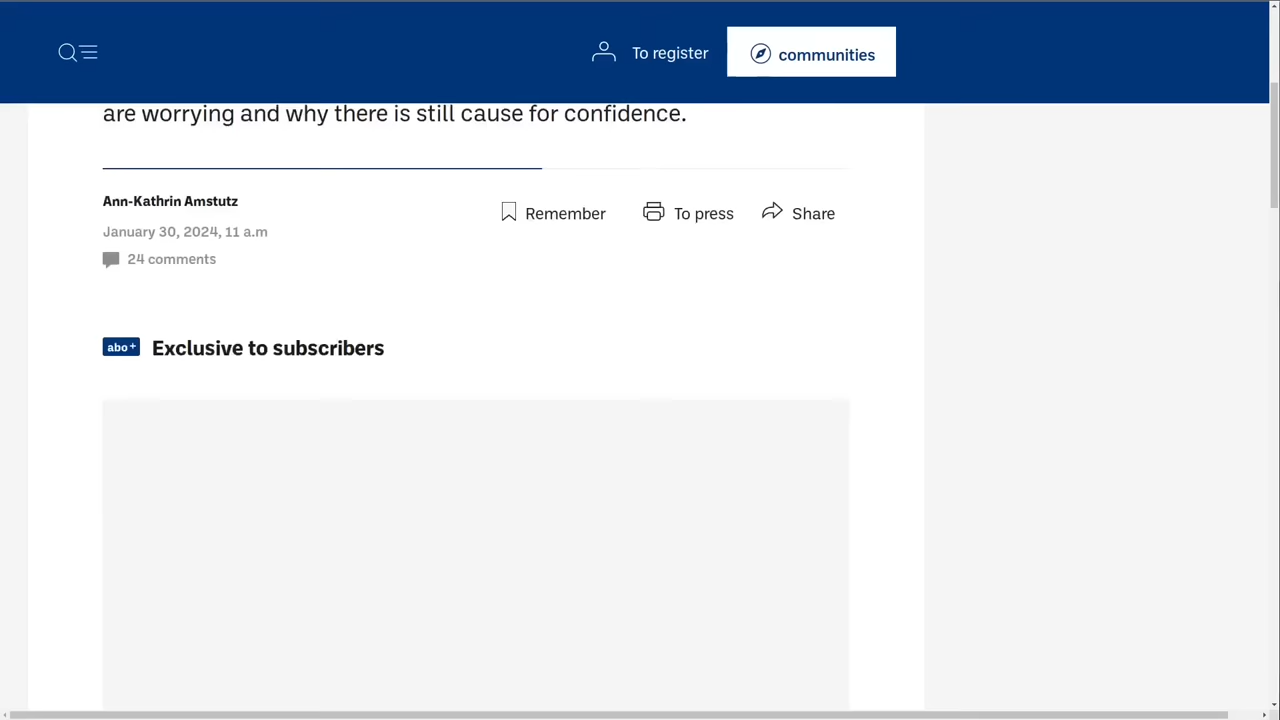 To register
communities
are worrying and why there is still cause for confidence.
Ann-Kathrin Amstutz
January 30, 2024, 11 a.m
24 comments
Remember
To press
Share
abo+
Exclusive to subscribers